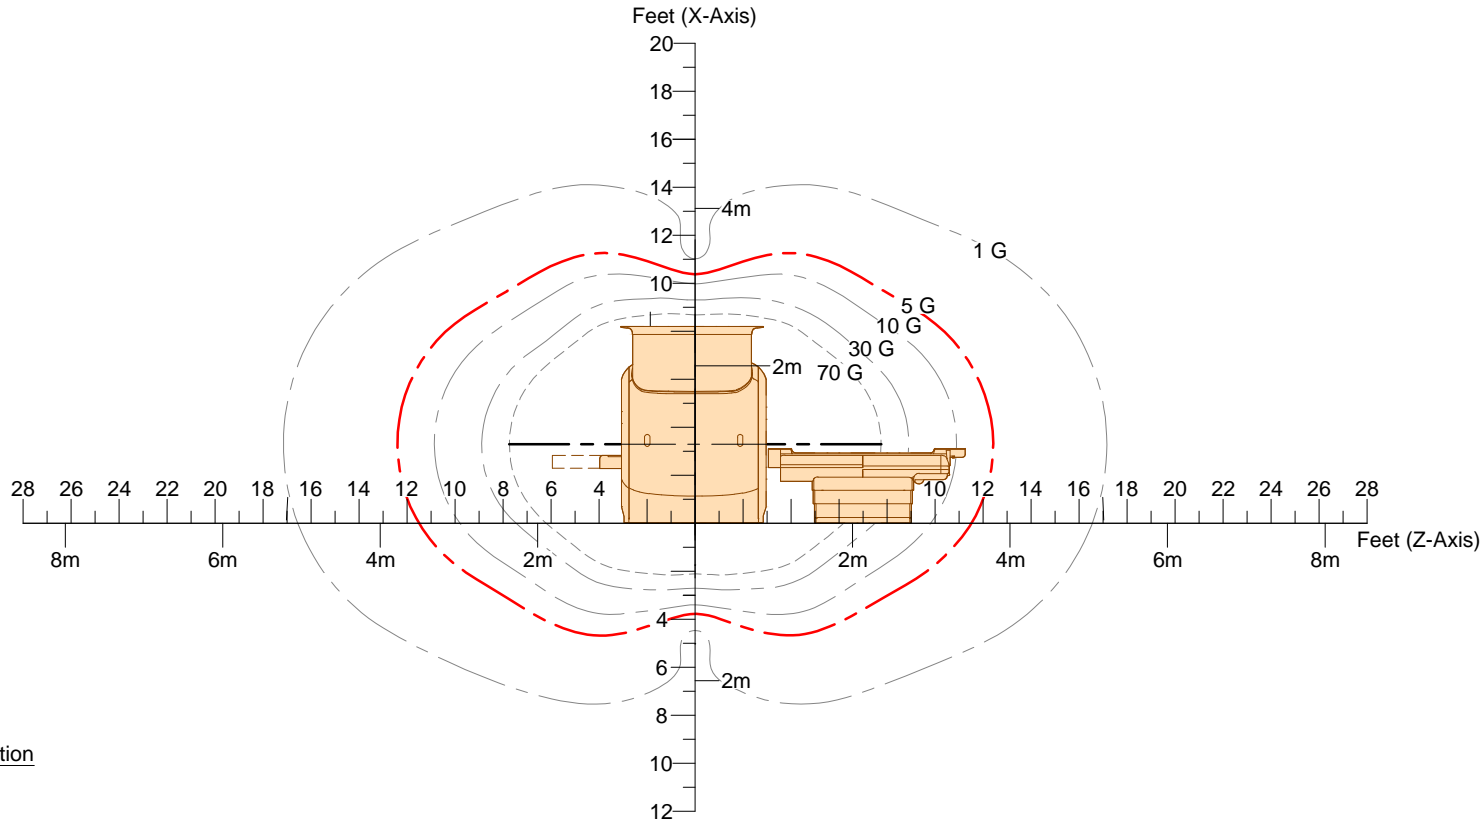 Feet (X-Axis)
20
18
16
14
4m
12
1 G
10
5 G
10 G
30 G
2m
70 G
28 26 24 22 20 18 16 14 12 10 8 6 4 10 12 14 16 18 20 22 24 26 28
Feet (Z-Axis)
8m 6m 4m 2m 2m 4m 6m 8m
4
6
2m
8
tion
10
12